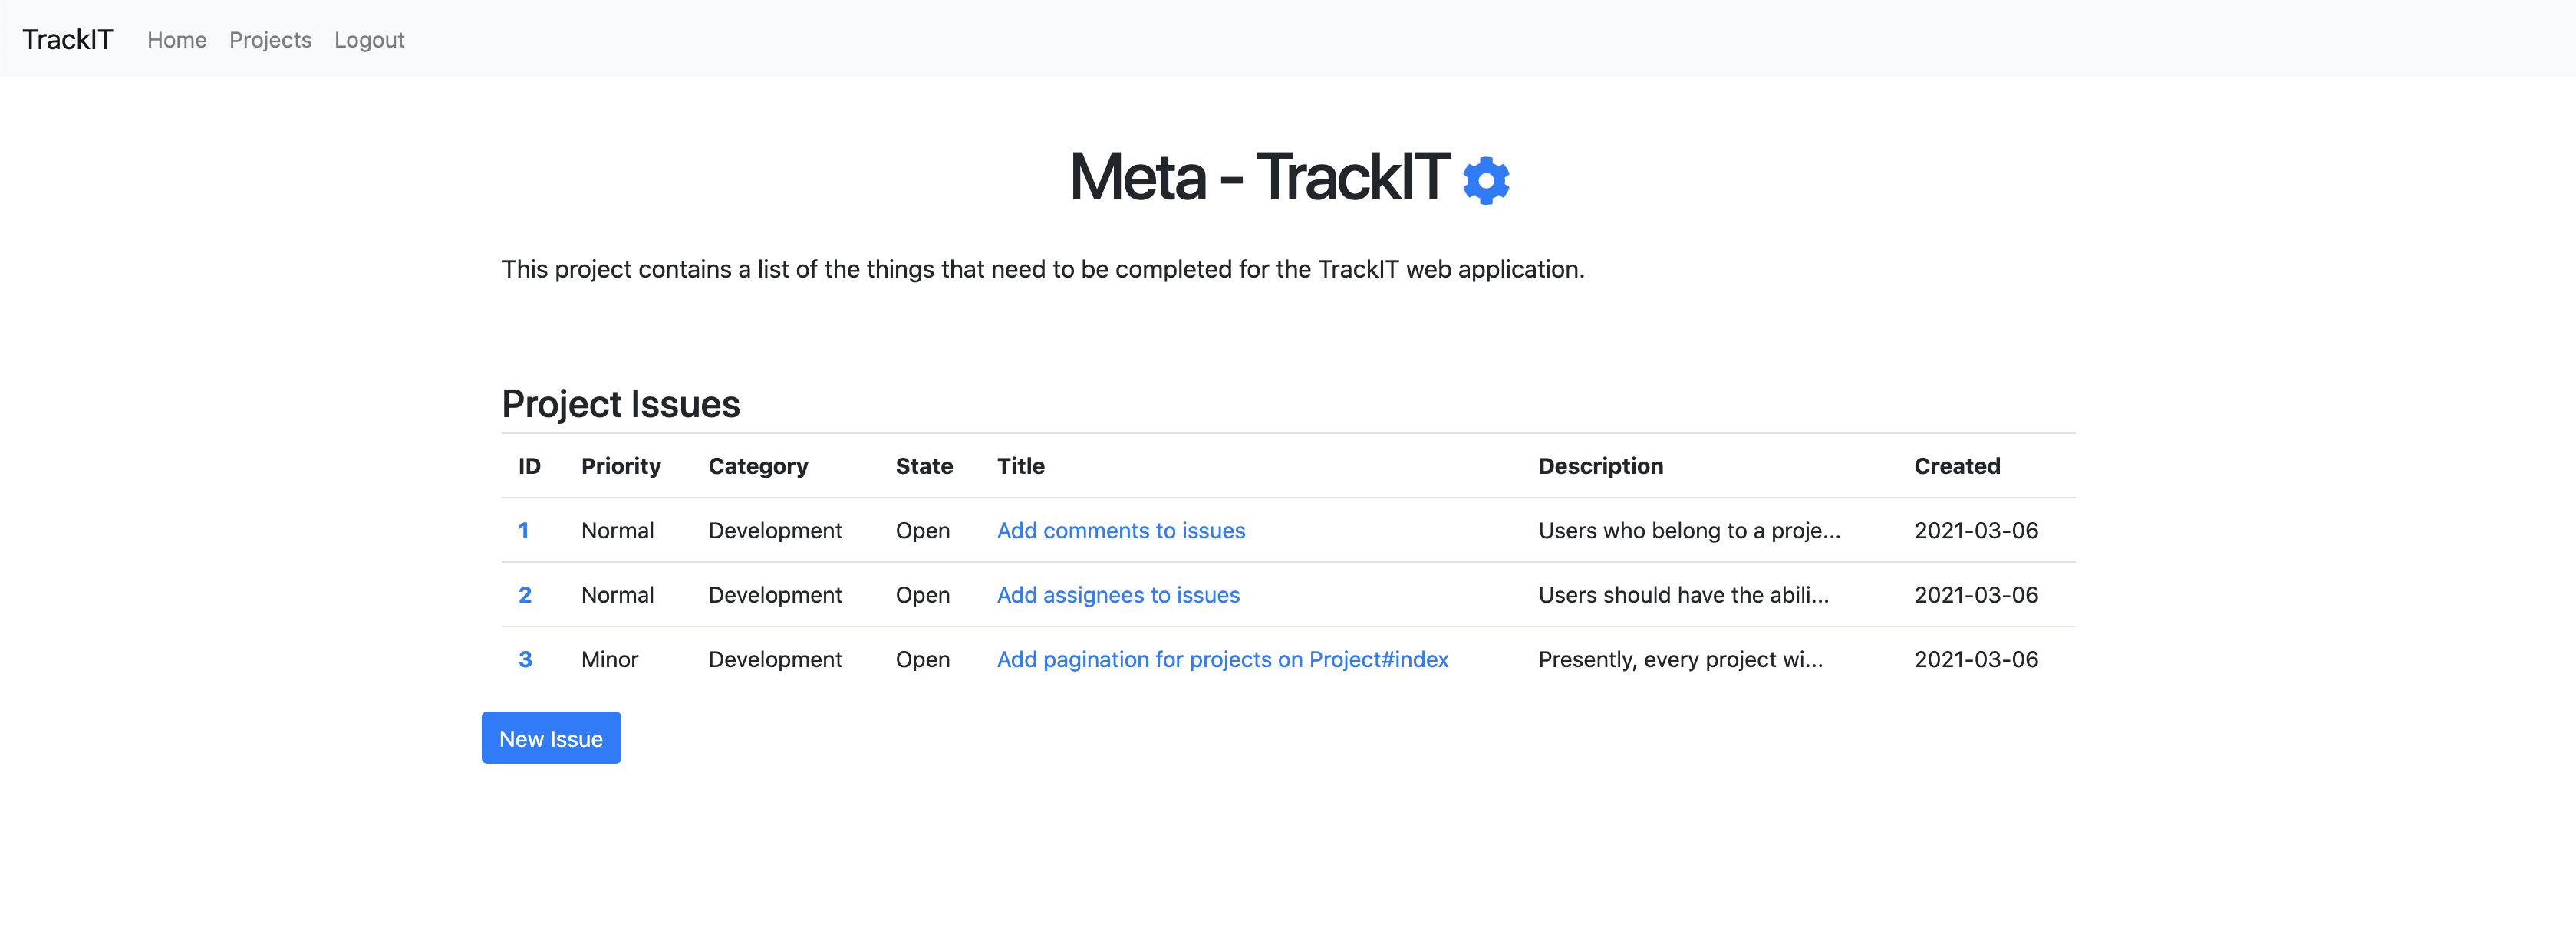 TrackIT Home Projects Logout
Meta - TrackIT
This project contains a list of the things that need to be completed for the TrackIT web application.
Project Issues
ID Priority Category State Title Description Created
1 Normal Development Open Add comments to issues Users who belong to a proje... 2021-03-06
2 Normal Development Open Add assignees to issues Users should have the abili... 2021-03-06
3 Minor Development Open Add pagination for projects on Project#index Presently, every project wi... 2021-03-06
New Issue